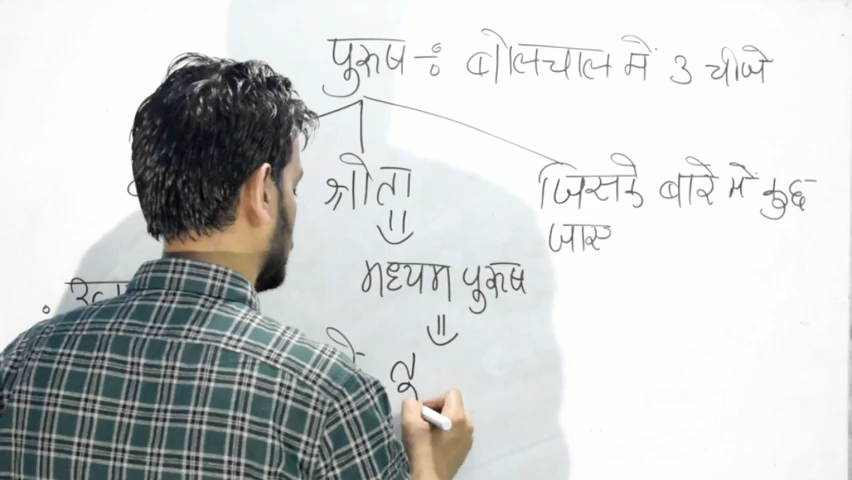 पुरूष -ः बोलचाल में 3 चीजे
श्रोता
जिसके बारे में कुछ
जाए
मध्यम पुरूष
तू